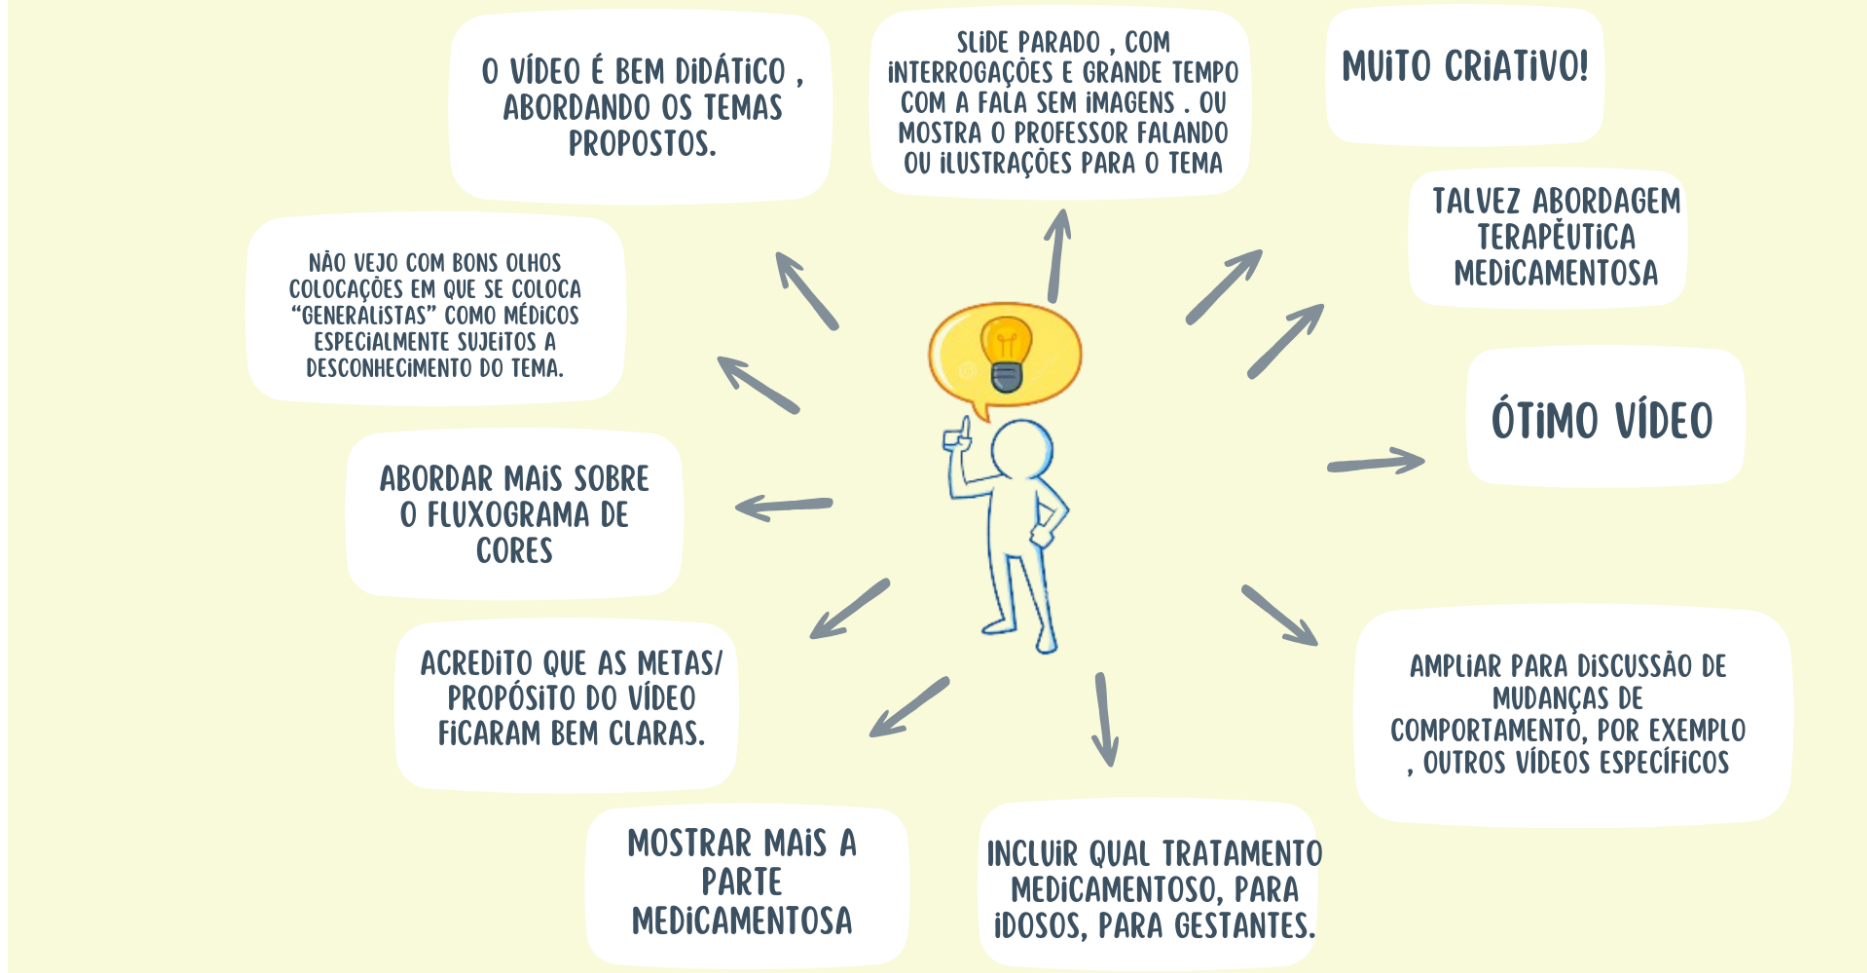 O VÍDEO É BEM DIDÁTICO ,
ABORDANDO OS TEMAS
PROPOSTOS.
SLIDE PARADO , COM
INTERROGAÇÕES E GRANDE TEMPO
COM A FALA SEM IMAGENS . OU
MOSTRA O PROFESSOR FALANDO
OU ILUSTRAÇÕES PARA O TEMA
MUITO CRIATIVO!
TALVEZ ABORDAGEM
TERAPÊUTICA
MEDICAMENTOSA
NÃO VEJO COM BONS OLHOS
COLOCAÇÕES EM QUE SE COLOCA
“GENERALISTAS” COMO MÉDICOS
ESPECIALMENTE SUJEITOS A
DESCONHECIMENTO DO TEMA.
ÓTIMO VÍDEO
ABORDAR MAIS SOBRE
O FLUXOGRAMA DE
CORES
ACREDITO QUE AS METAS/
PROPÓSITO DO VÍDEO
FICARAM BEM CLARAS.
AMPLIAR PARA DISCUSSÃO DE
MUDANÇAS DE
COMPORTAMENTO, POR EXEMPLO
, OUTROS VÍDEOS ESPECÍFICOS
MOSTRAR MAIS A
PARTE
MEDICAMENTOSA
INCLUIR QUAL TRATAMENTO
MEDICAMENTOSO, PARA
IDOSOS, PARA GESTANTES.